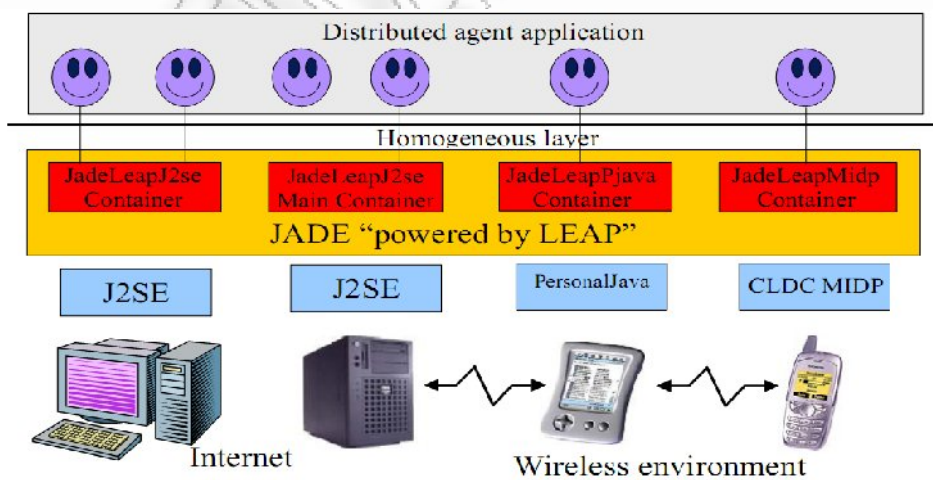 Distributed agent application
Homogeneous layer
JadeLeapJ2se
Container
JadeLeapJ2se
Main Container
JadeLeapPjava
Container
JadeLeapMidp
Container
JADE “powered by LEAP”
J2SE
J2SE
PersonalJava
CLDC MIDP
Internet
Wireless environment